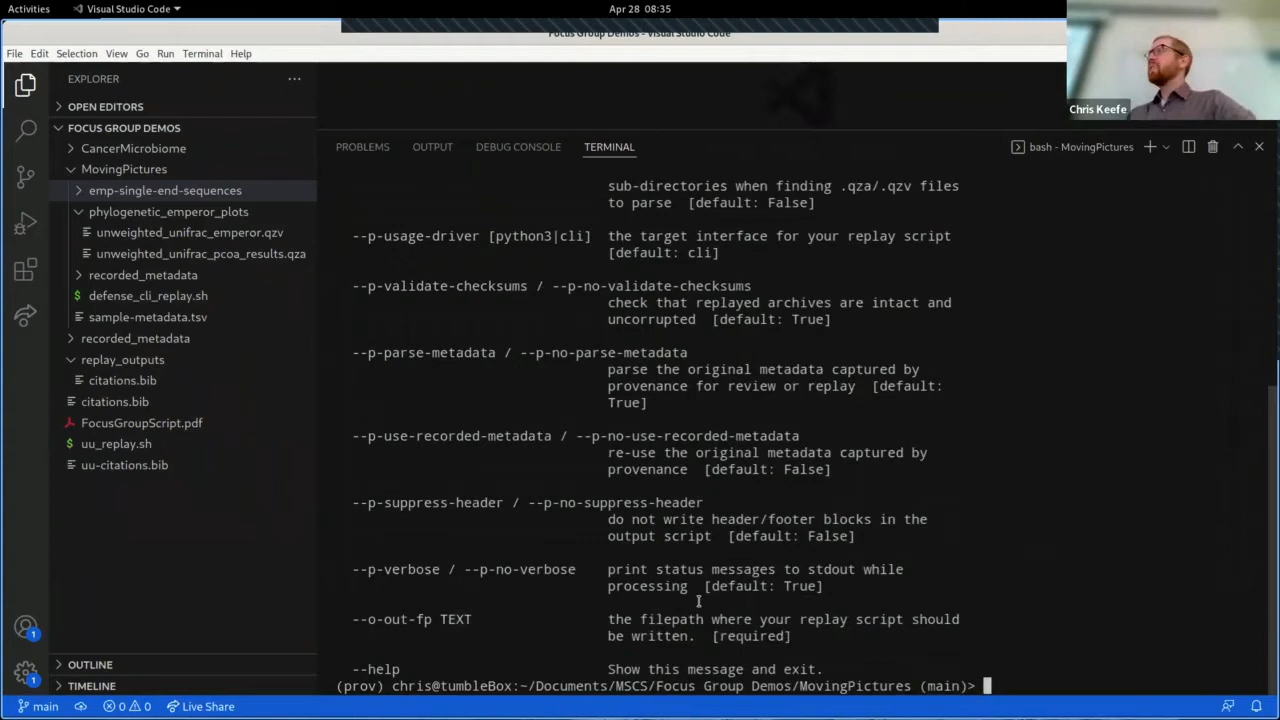 Activities
Visual Studio Code
Apr 28 08:35
Focus Group Demos - Visual Studio Code
File Edit Selection View Go Run Terminal Help
Chris Keefe
EXPLORER
OPEN EDITORS
FOCUS GROUP DEMOS
CancerMicrobiome
MovingPictures
emp-single-end-sequences
phylogenetic_emperor_plots
unweighted_unifrac_emperor.qzv
unweighted_unifrac_pcoa_results.qza
recorded_metadata
$ defense_cli_replay.sh
sample-metadata.tsv
recorded_metadata
replay_outputs
citations.bib
citations.bib
FocusGroupScript.pdf
$ uu_replay.sh
uu-citations.bib
OUTLINE
TIMELINE
PROBLEMS OUTPUT DEBUG CONSOLE TERMINAL
bash - MovingPictures
sub-directories when finding .qza/.qzv files
to parse [default: False]
--p-usage-driver [python3|cli] the target interface for your replay script
[default: cli]
--p-validate-checksums / --p-no-validate-checksums
check that replayed archives are intact and
uncorrupted [default: True]
--p-parse-metadata / --p-no-parse-metadata
parse the original metadata captured by
provenance for review or replay [default:
True]
--p-use-recorded-metadata / --p-no-use-recorded-metadata
re-use the original metadata captured by
provenance [default: False]
--p-suppress-header / --p-no-suppress-header
do not write header/footer blocks in the
output script [default: False]
--p-verbose / --p-no-verbose print status messages to stdout while
processing [default: True]
--o-out-fp TEXT the filepath where your replay script should
be written. [required]
--help Show this message and exit.
(prov) chris@tumbleBox:~/Documents/MSCS/Focus Group Demos/MovingPictures (main)>
1
1
main
0
0
Live Share